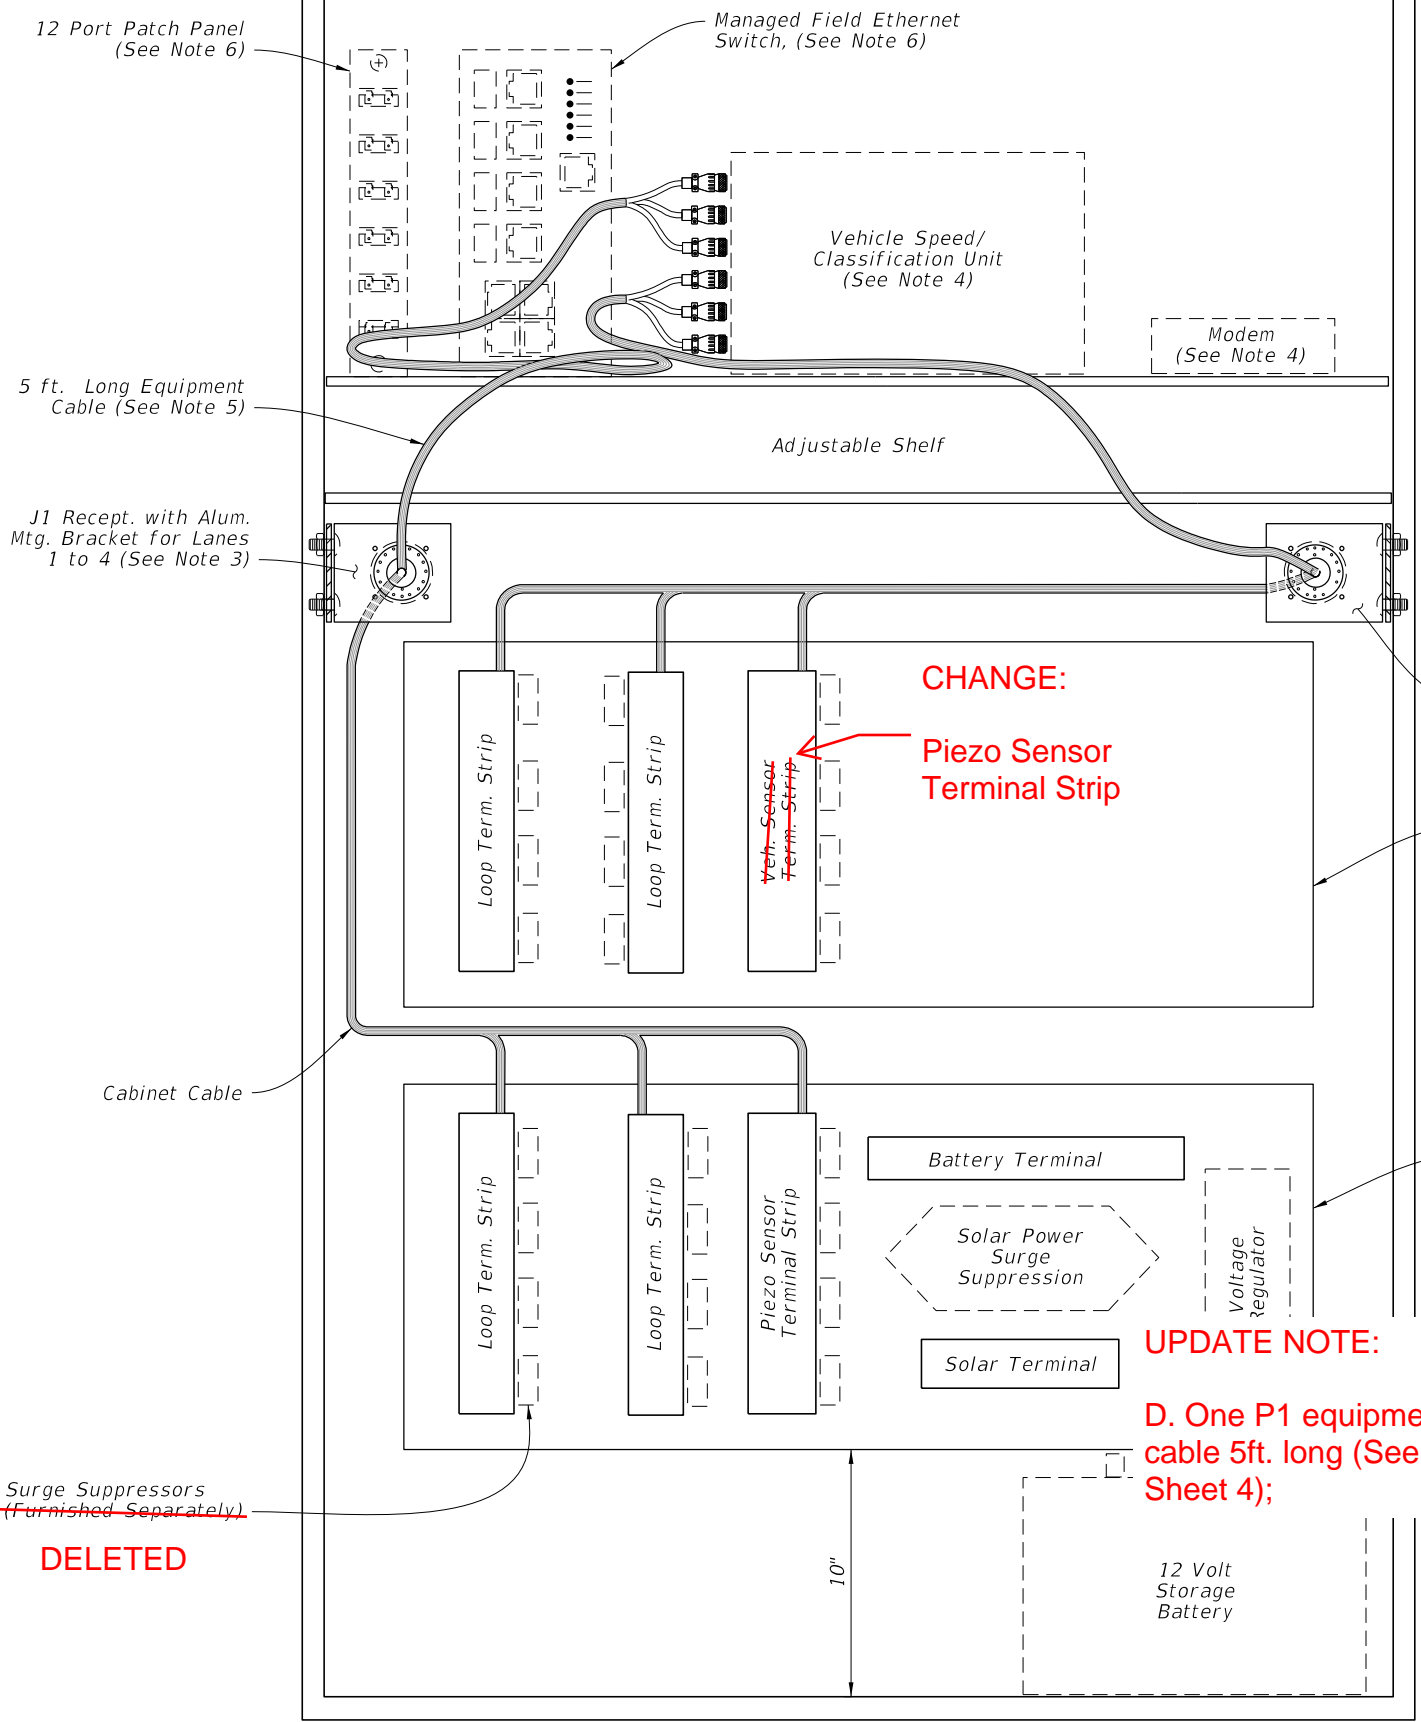 12 Port Patch Panel
(See Note 6)
Managed Field Ethernet
Switch, (See Note 6)
Vehicle Speed/
Classification Unit
(See Note 4)
Modem
(See Note 4)
5 ft. Long Equipment
Cable (See Note 5)
Adjustable Shelf
J1 Recept. with Alum.
Mtg. Bracket for Lanes
1 to 4 (See Note 3)
Loop Term. Strip
Loop Term. Strip
Veh. Sensor
Term. Strip
CHANGE:
Piezo Sensor
Terminal Strip
Cabinet Cable
Loop Term. Strip
Loop Term. Strip
Piezo Sensor
Terminal Strip
Battery Terminal
Solar Power
Surge
Suppression
Voltage
Regulator
Solar Terminal
UPDATE NOTE:
D. One P1 equipme
cable 5ft. long (See
Sheet 4);
Surge Suppressors
(Furnished Separately)
DELETED
10"
12 Volt
Storage
Battery